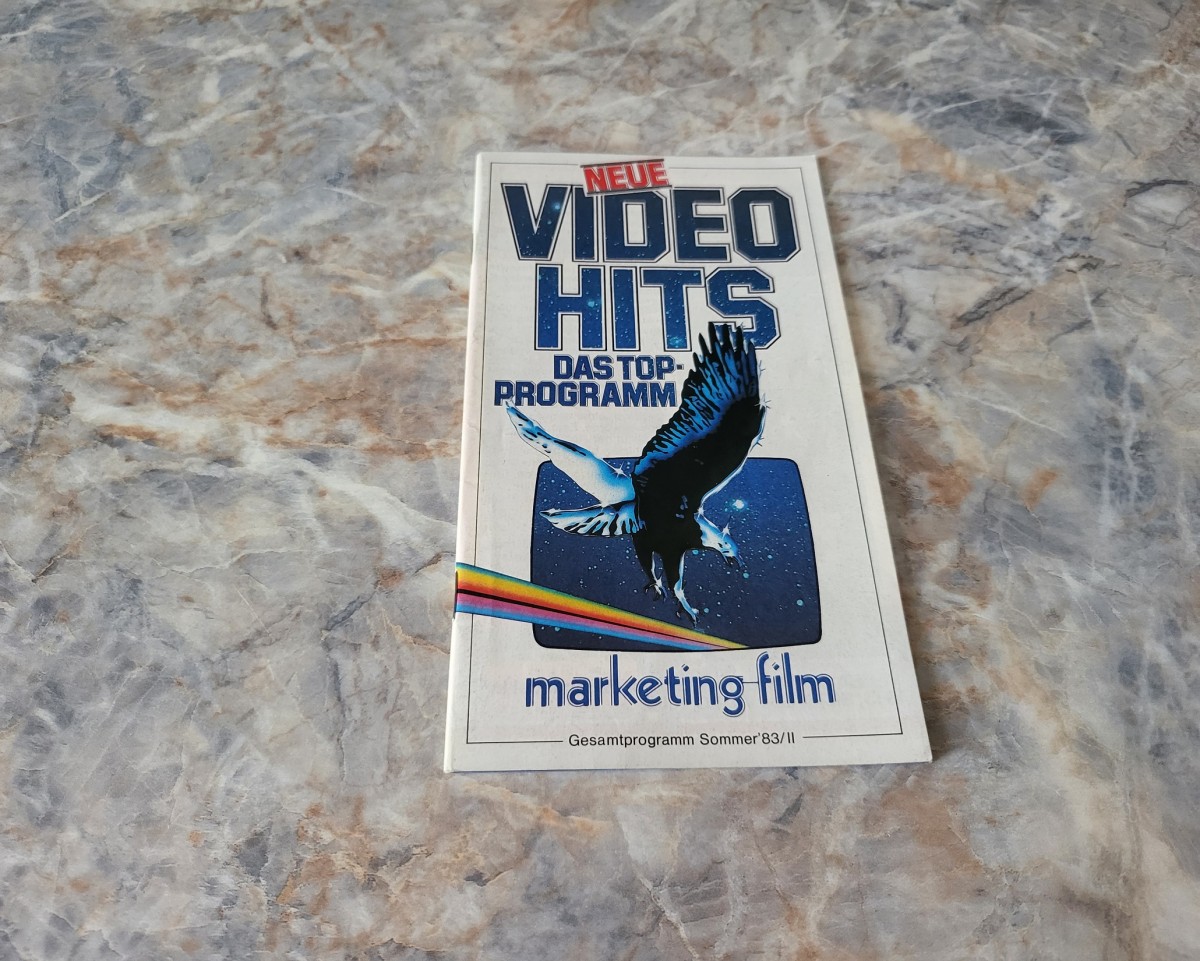 NEUE
VIDEO
HITS
DAS TOP-
PROGRAMM
marketing-film
Gesamtprogramm Sommer'83/II